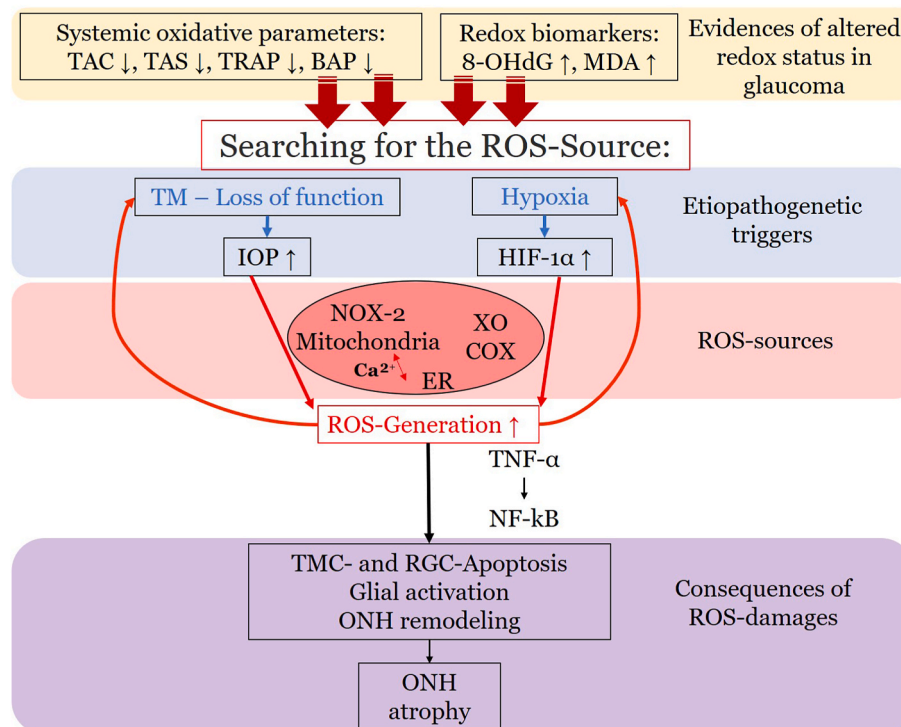 Systemic oxidative parameters:
TAC ↓, TAS ↓, TRAP ↓, BAP ↓
Redox biomarkers:
8-OHdG ↑, MDA ↑
Evidences of altered
redox status in
glaucoma
Searching for the ROS-Source:
TM – Loss of function
Hypoxia
IOP ↑
HIF-1α ↑
Etiopathogenetic
triggers
NOX-2
Mitochondria
Ca²⁺
ER
XO
COX
ROS-sources
ROS-Generation ↑
TNF-α
NF-kB
TMC- and RGC-Apoptosis
Glial activation
ONH remodeling
Consequences of
ROS-damages
ONH
atrophy